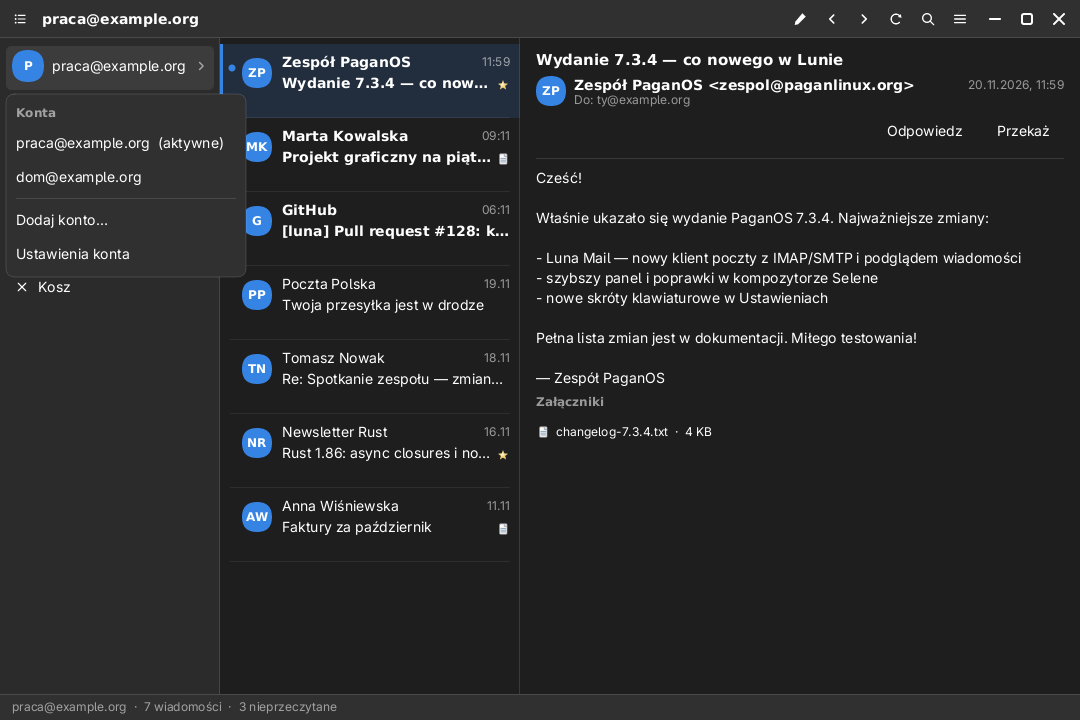 praca@example.org
P praca@example.org
Konta
praca@example.org (aktywne)
dom@example.org
Dodaj konto...
Ustawienia konta
Kosz
ZP Zespół PaganOS 11:59
Wydanie 7.3.4 — co now...
MK Marta Kowalska 09:11
Projekt graficzny na piąt...
G GitHub 06:11
[luna] Pull request #128: k...
PP Poczta Polska 19.11
Twoja przesyłka jest w drodze
TN Tomasz Nowak 18.11
Re: Spotkanie zespołu — zmian...
NR Newsletter Rust 16.11
Rust 1.86: async closures i no...
AW Anna Wiśniewska 11.11
Faktury za październik
Wydanie 7.3.4 — co nowego w Lunie
ZP Zespół PaganOS <zespol@paganlinux.org> 20.11.2026, 11:59
Do: ty@example.org
Odpowiedz Przekaż
Cześć!
Właśnie ukazało się wydanie PaganOS 7.3.4. Najważniejsze zmiany:
- Luna Mail — nowy klient poczty z IMAP/SMTP i podglądem wiadomości
- szybszy panel i poprawki w kompozytorze Selene
- nowe skróty klawiaturowe w Ustawieniach
Pełna lista zmian jest w dokumentacji. Miłego testowania!
— Zespół PaganOS
Załączniki
changelog-7.3.4.txt · 4 KB
praca@example.org · 7 wiadomości · 3 nieprzeczytane